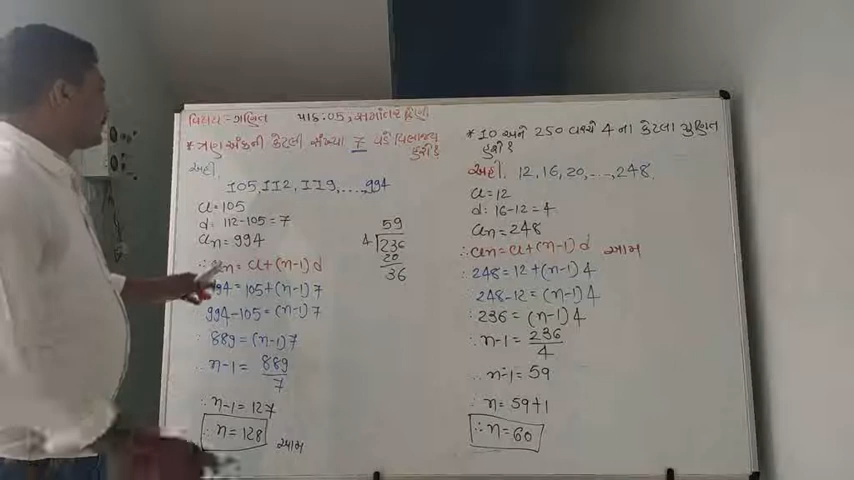 વિષય - ગણિત પાઠ : 05, સમાંતર શ્રેણી
* ત્રણ અંકની કેટલી સંખ્યા 7 વડે વિભાજ્ય
હશે?
અહીં,
105, 112, 119, ...., 994
a = 105
d = 112-105 = 7
an = 994
∴ an = a+(n-1)d
994 = 105+(n-1)7
994-105 = (n-1)7
889 = (n-1)7
n-1 = 889/7
∴ n-1 = 127
∴ n = 128
આમ
59
4 236
20
36
* 10 અને 250 વચ્ચે 4 ના કેટલા ગુણિત
હશે?
અહીં, 12, 16, 20, ...., 248.
a = 12
d = 16-12 = 4
an = 248
∴ an = a+(n-1)d આમ
∴ 248 = 12+(n-1)4
∴ 248-12 = (n-1)4
∴ 236 = (n-1)4
∴ n-1 = 236/4
∴ n-1 = 59
∴ n = 59+1
∴ n = 60